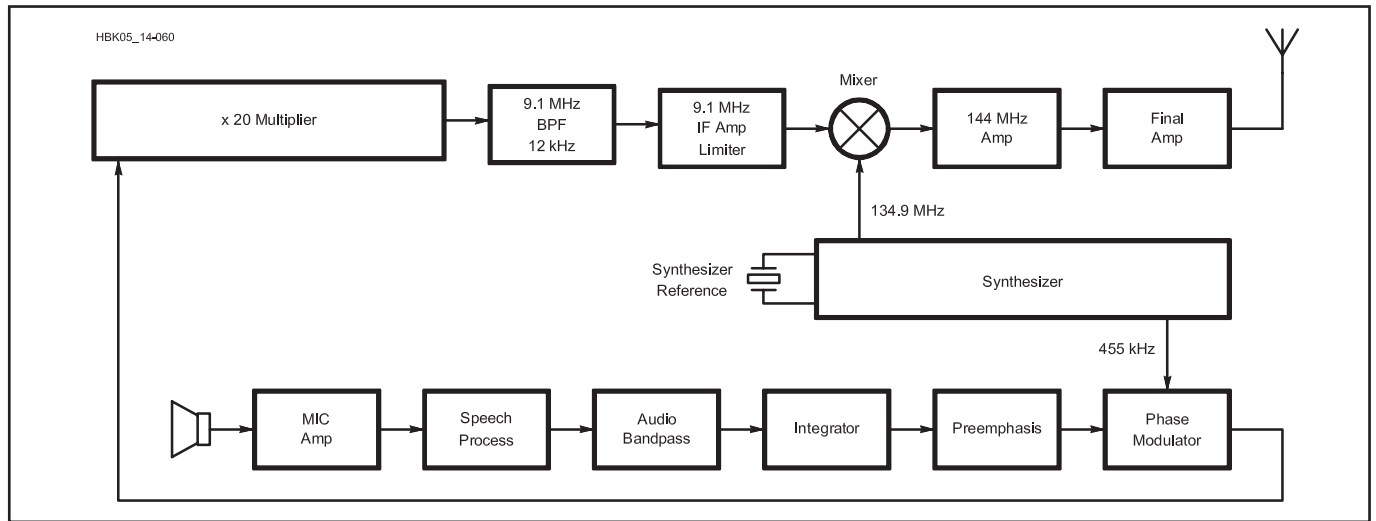 HBK05_14-060
x 20 Multiplier
9.1 MHz
BPF
12 kHz
9.1 MHz
IF Amp
Limiter
Mixer
144 MHz
Amp
Final
Amp
134.9 MHz
Synthesizer
Reference
Synthesizer
455 kHz
MIC
Amp
Speech
Process
Audio
Bandpass
Integrator
Preemphasis
Phase
Modulator